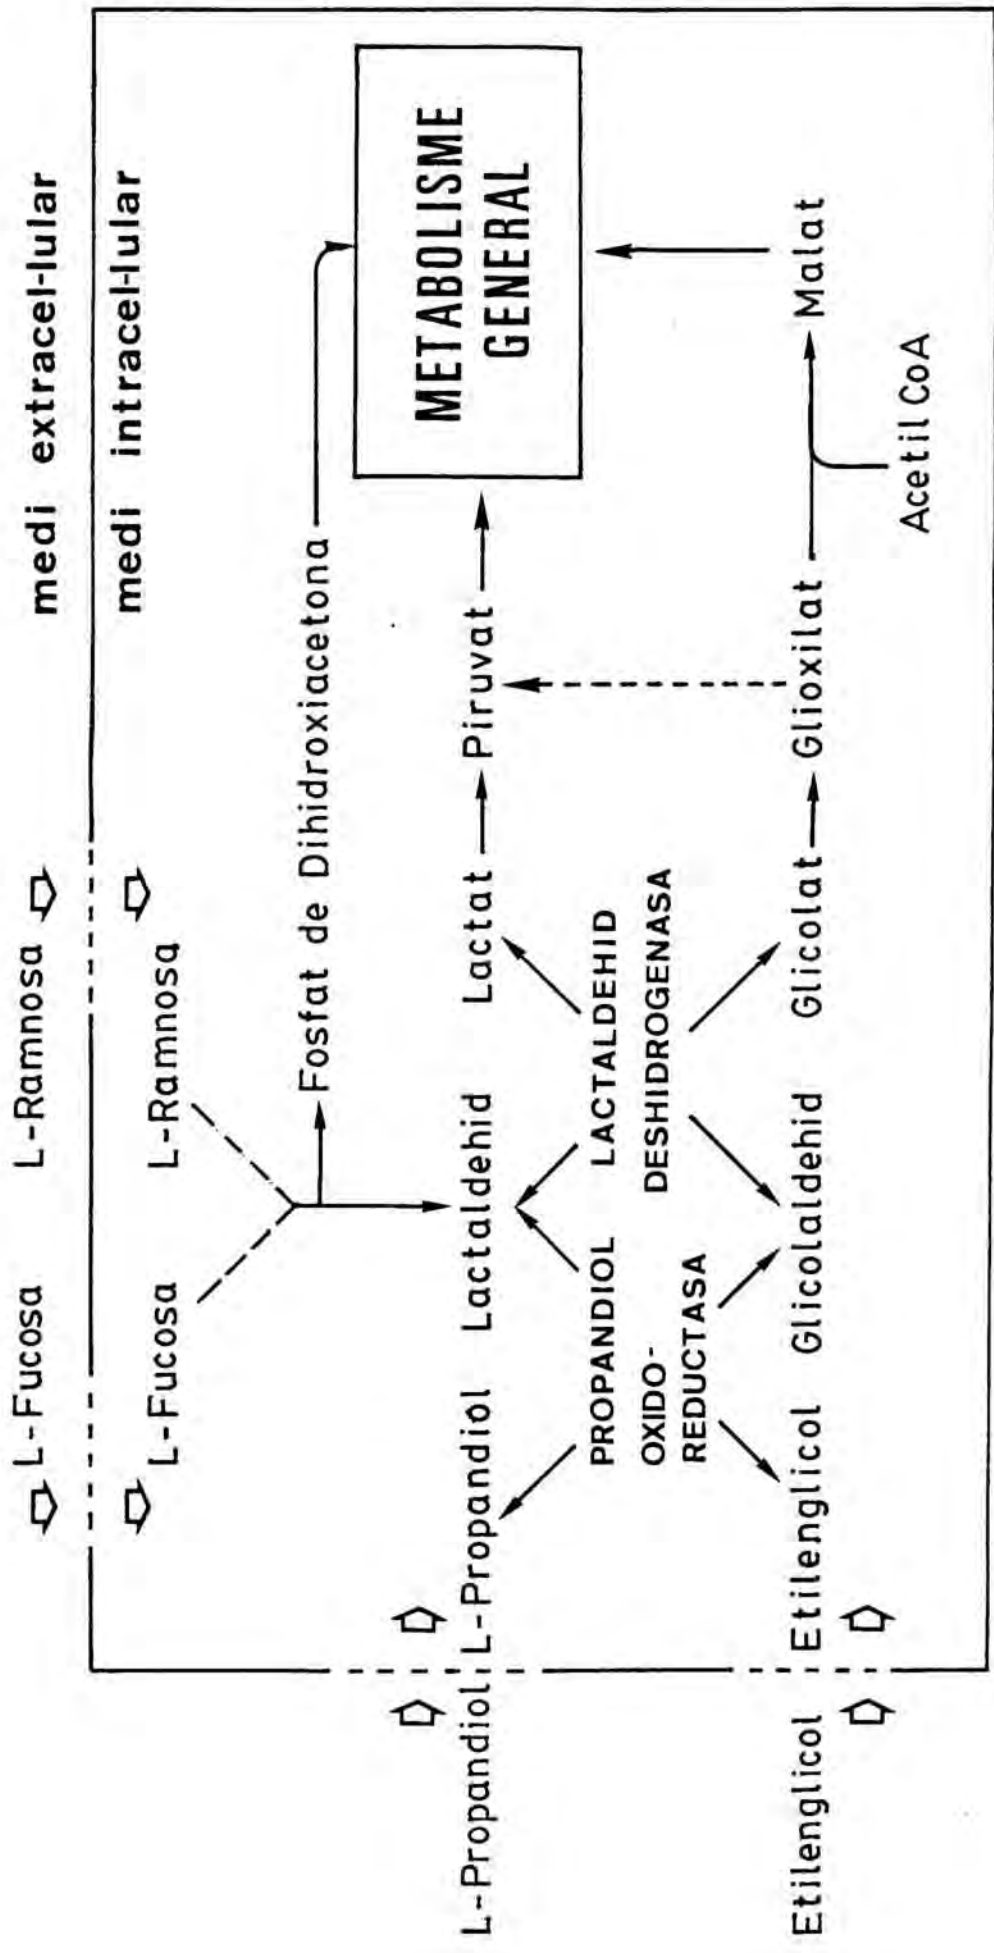 medi extracel-lular
medi intracel-lular
L-Fucosa
L-Ramnosa
L-Fucosa
L-Ramnosa
Fosfat de Dihidroxiacetona
METABOLISME
GENERAL
L-Propandiol
L-Propandiol
Lactaldehid
Lactat
Piruvat
PROPANDIOL
OXIDO-
REDUCTASA
LACTALDEHID
DESHIDROGENASA
Etilenglicol
Etilenglicol
Glicolaldehid
Glicolat
Glioxilat
Malat
Acetil CoA